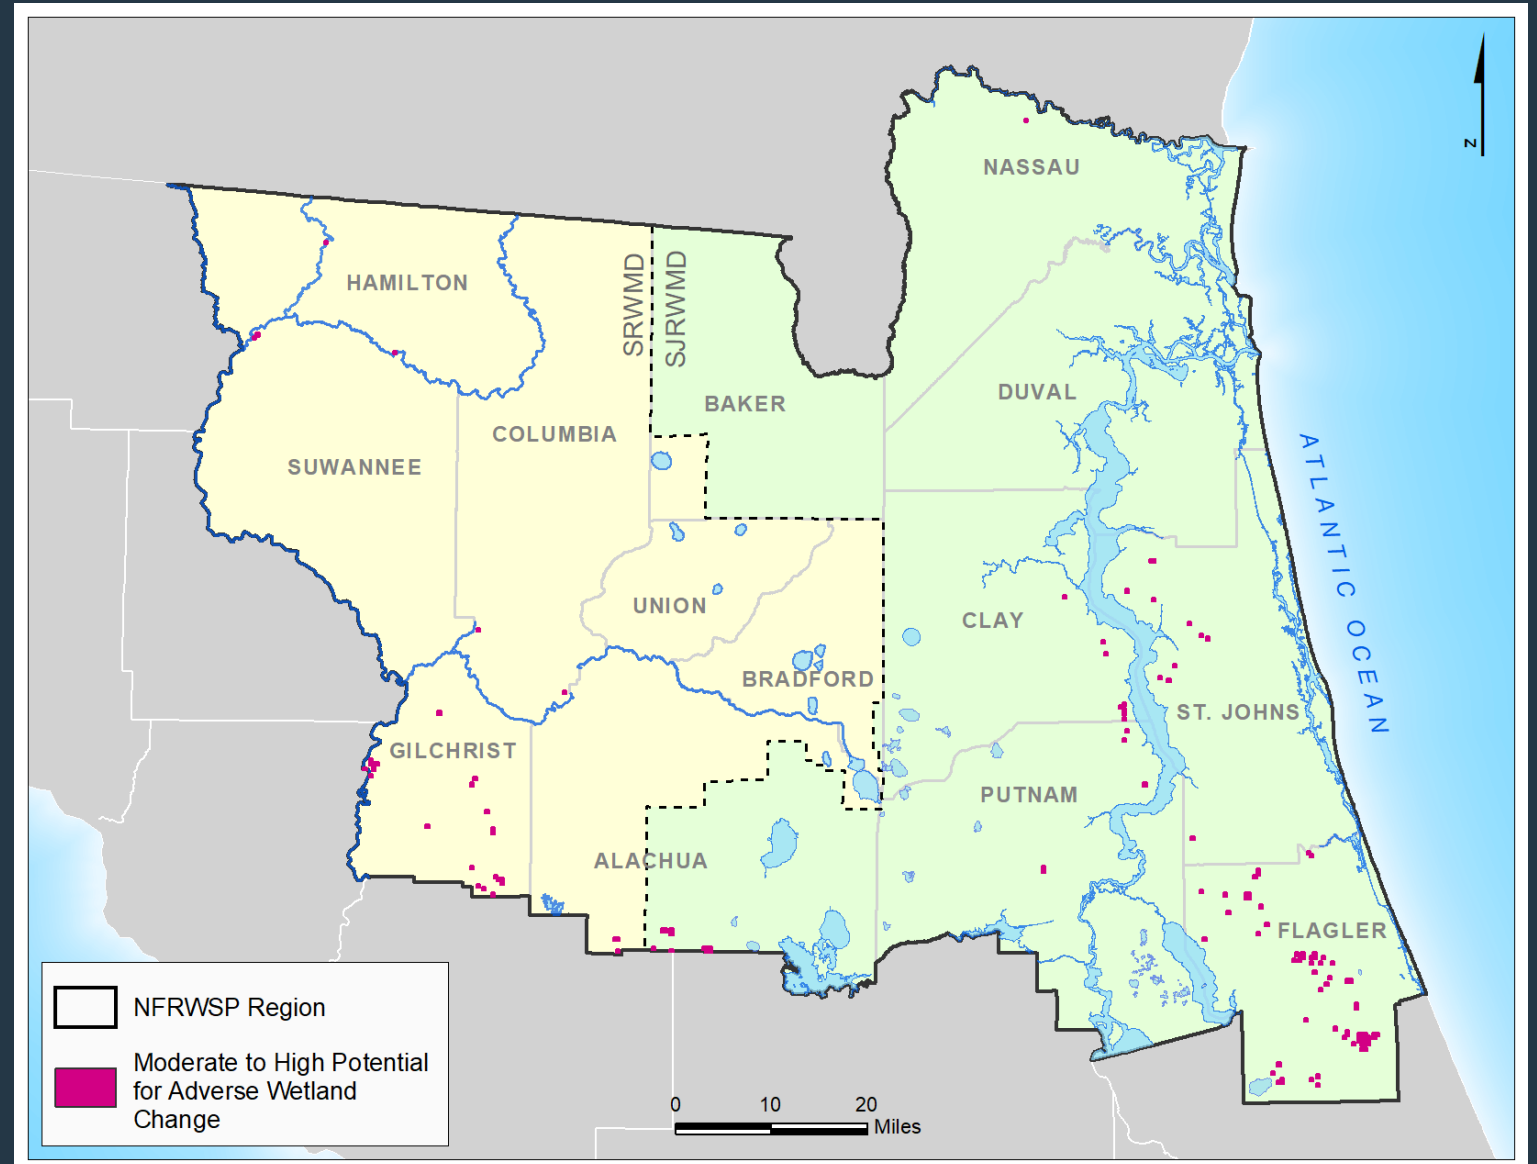 NASSAU
N
HAMILTON
SRWMD
SJRWMD
BAKER
DUVAL
COLUMBIA
SUWANNEE
ATLANTIC OCEAN
UNION
CLAY
BRADFORD
ST. JOHNS
GILCHRIST
PUTNAM
ALACHUA
FLAGLER
NFRWSP Region
Moderate to High Potential
for Adverse Wetland
Change
0 10 20
Miles